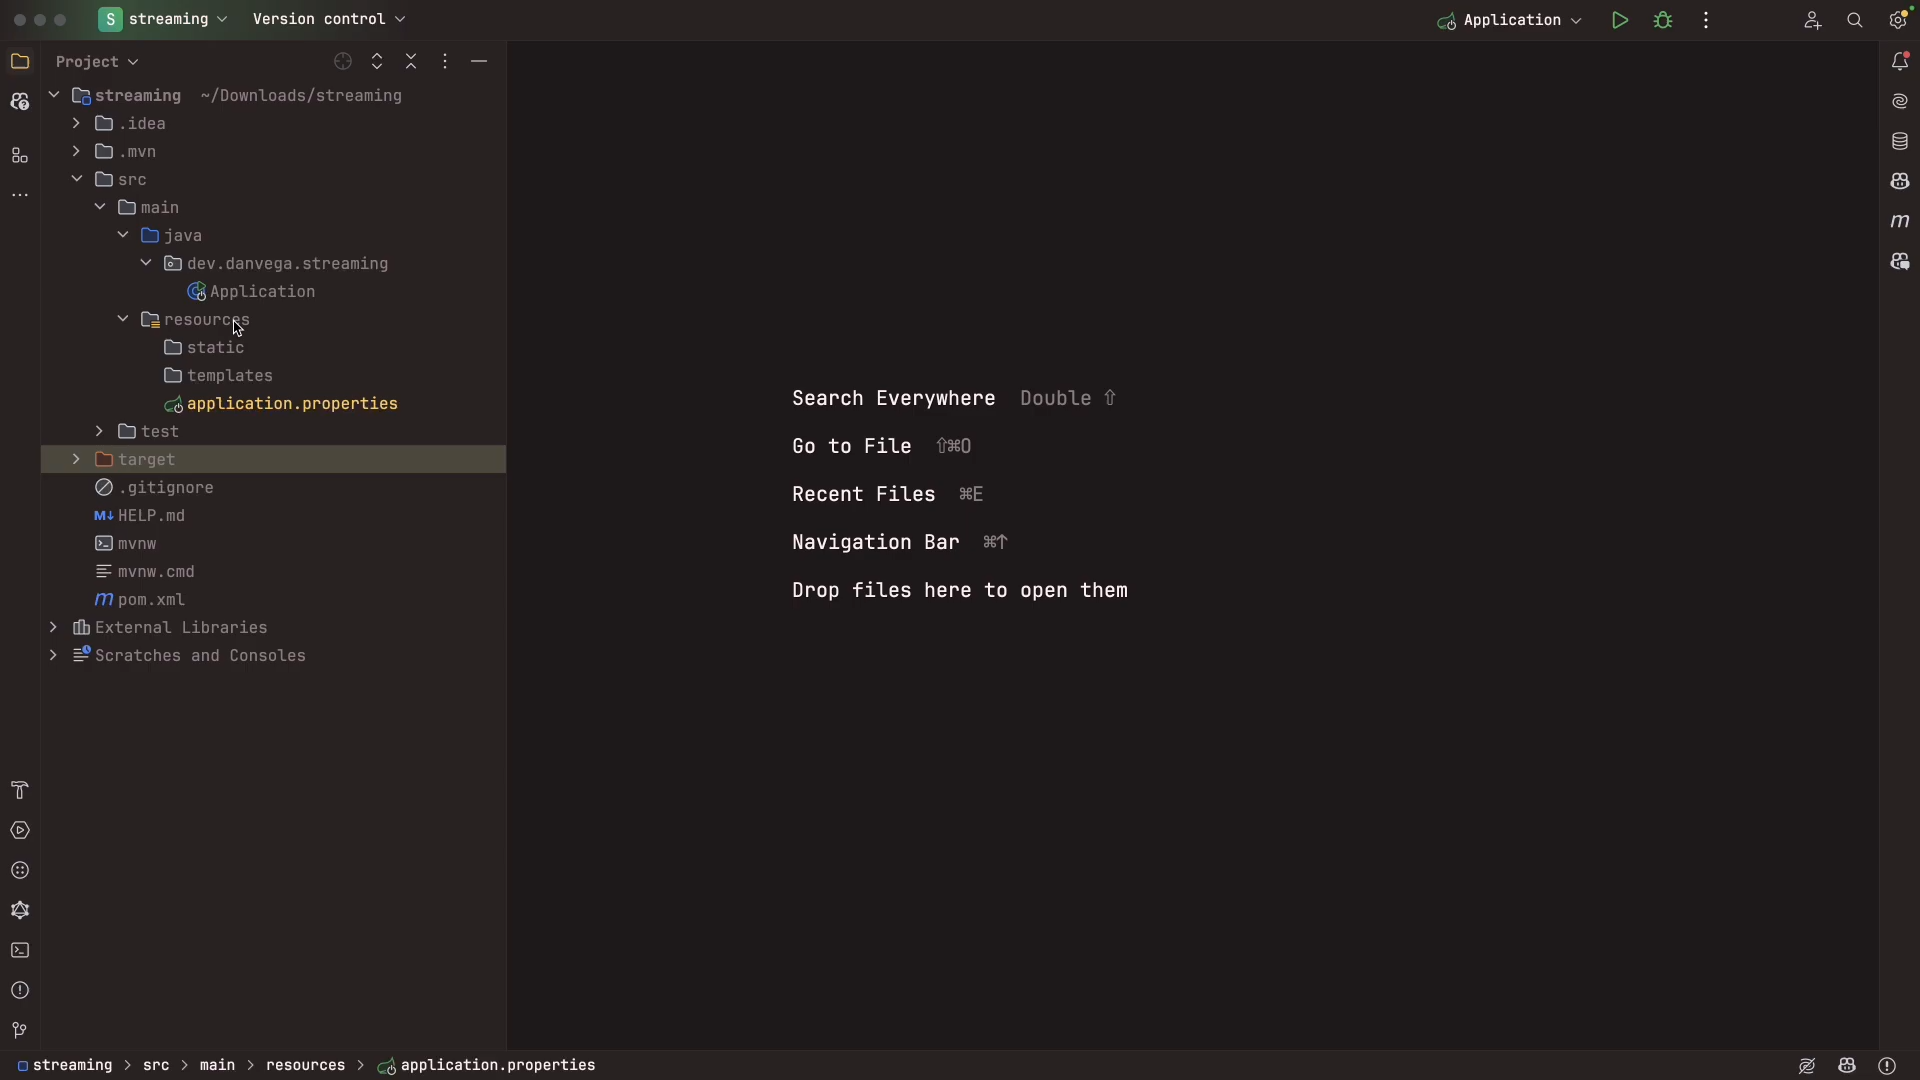 S streaming Version control Application
Project
streaming ~/Downloads/streaming
.idea
.mvn
src
main
java
dev.danvega.streaming
Application
resources
static
templates
application.properties
test
target
.gitignore
M↓ HELP.md
mvnw
mvnw.cmd
m pom.xml
External Libraries
Scratches and Consoles
Search Everywhere Double ⇧
Go to File ⇧⌘O
Recent Files ⌘E
Navigation Bar ⌘↑
Drop files here to open them
m
streaming > src > main > resources > application.properties